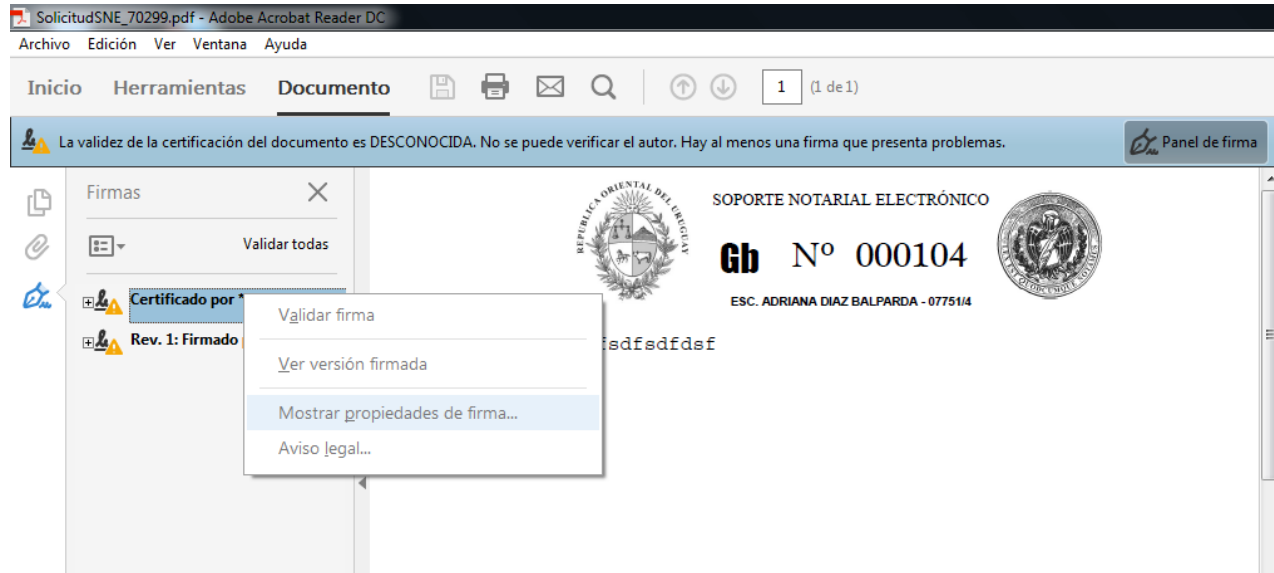 SolicitudSNE_70299.pdf - Adobe Acrobat Reader DC
Archivo Edición Ver Ventana Ayuda
Inicio Herramientas Documento 1 (1 de 1)
La validez de la certificación del documento es DESCONOCIDA. No se puede verificar el autor. Hay al menos una firma que presenta problemas. Panel de firma
Firmas
Validar todas
Certificado por *
Rev. 1: Firmado
Validar firma
Ver versión firmada
Mostrar propiedades de firma...
Aviso legal...
REPUBLICA ORIENTAL DEL URUGUAY
SOPORTE NOTARIAL ELECTRÓNICO
Gb Nº 000104
ESC. ADRIANA DIAZ BALPARDA - 07751/4
fsdfsdfdsf